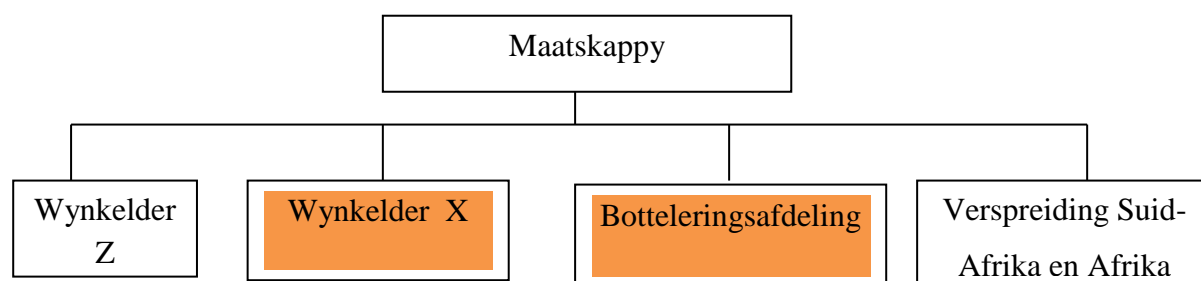 Maatskappy
Wynkelder
Z
Wynkelder X
Botteleringsafdeling
Verspreiding Suid-
Afrika en Afrika